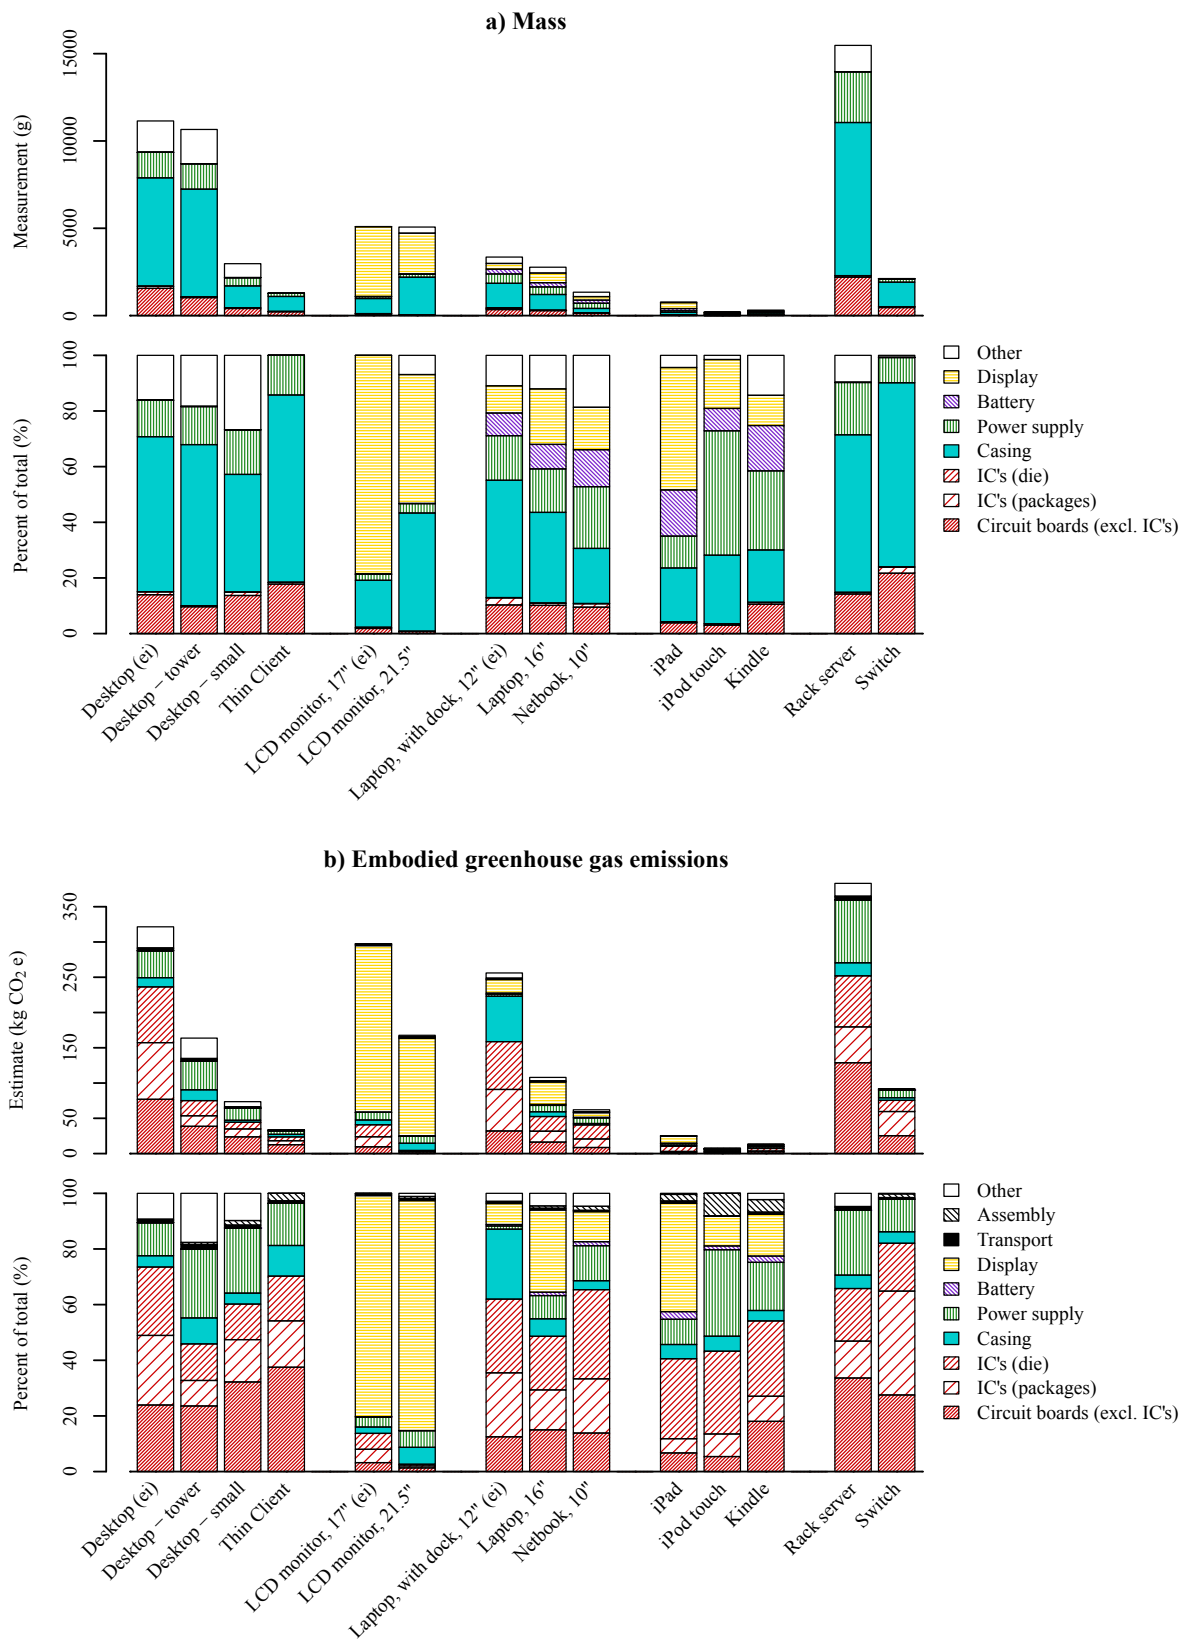 a) Mass
Measurement (g)
15000
10000
5000
0
Percent of total (%)
100
80
60
40
20
0
Other
Display
Battery
Power supply
Casing
IC's (die)
IC's (packages)
Circuit boards (excl. IC's)
Desktop (ei)
Desktop − tower
Desktop − small
Thin Client
LCD monitor, 17" (ei)
LCD monitor, 21.5"
Laptop, with dock, 12" (ei)
Laptop, 16"
Netbook, 10"
iPad
iPod touch
Kindle
Rack server
Switch
b) Embodied greenhouse gas emissions
Estimate (kg CO₂ e)
350
250
150
50
0
Percent of total (%)
100
80
60
40
20
0
Other
Assembly
Transport
Display
Battery
Power supply
Casing
IC's (die)
IC's (packages)
Circuit boards (excl. IC's)
Desktop (ei)
Desktop − tower
Desktop − small
Thin Client
LCD monitor, 17" (ei)
LCD monitor, 21.5"
Laptop, with dock, 12" (ei)
Laptop, 16"
Netbook, 10"
iPad
iPod touch
Kindle
Rack server
Switch